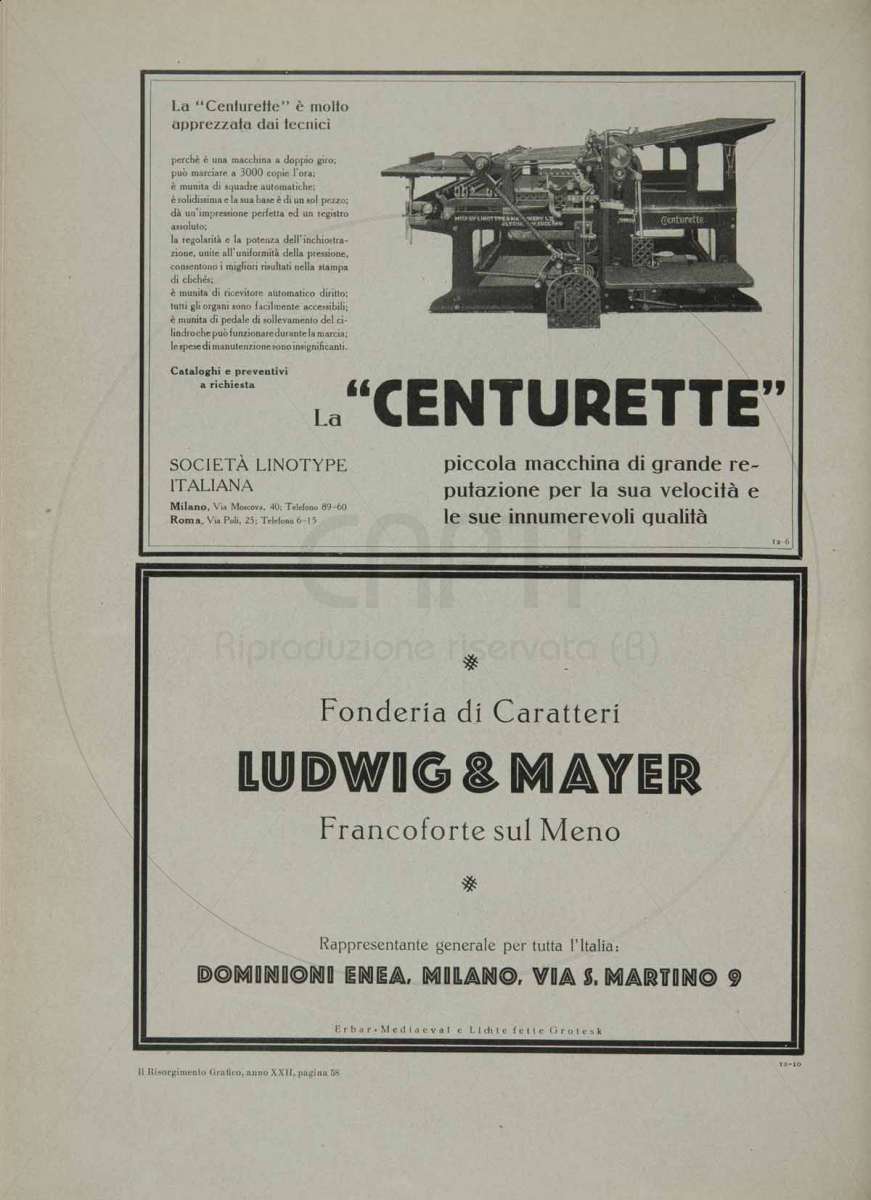 La "Centurette" è molto
apprezzata dai tecnici
perchè è una macchina a doppio giro;
può marciare a 3000 copie l'ora;
è munita di squadre automatiche;
è solidissima e la sua base è di un sol pezzo;
dà un'impressione perfetta ed un registro
assoluto;
la regolarità e la potenza dell'inchiostra-
zione, unite all'uniformità della pressione,
consentono i migliori risultati nella stampa
di clichés;
è munita di ricevitore automatico diritto;
tutti gli organi sono facilmente accessibili;
è munita di pedale di sollevamento del ci-
lindro che può funzionare durante la marcia;
le spese di manutenzione sono insignificanti.
Cataloghi e preventivi
a richiesta
Centurette
La "CENTURETTE"
SOCIETÀ LINOTYPE
ITALIANA
Milano, Via Moscova, 40; Telefono 89-60
Roma, Via Poli, 25; Telefono 6-15
piccola macchina di grande re-
putazione per la sua velocità e
le sue innumerevoli qualità
12-6
CAPTI
Riproduzione riservata (B)
Fonderia di Caratteri
LUDWIG & MAYER
Francoforte sul Meno
Rappresentante generale per tutta l'Italia:
DOMINIONI ENEA, MILANO, VIA S. MARTINO 9
Erbar-Mediaeval e Lichte fette Grotesk
12-10
Il Risorgimento Grafico, anno XXII, pagina 58